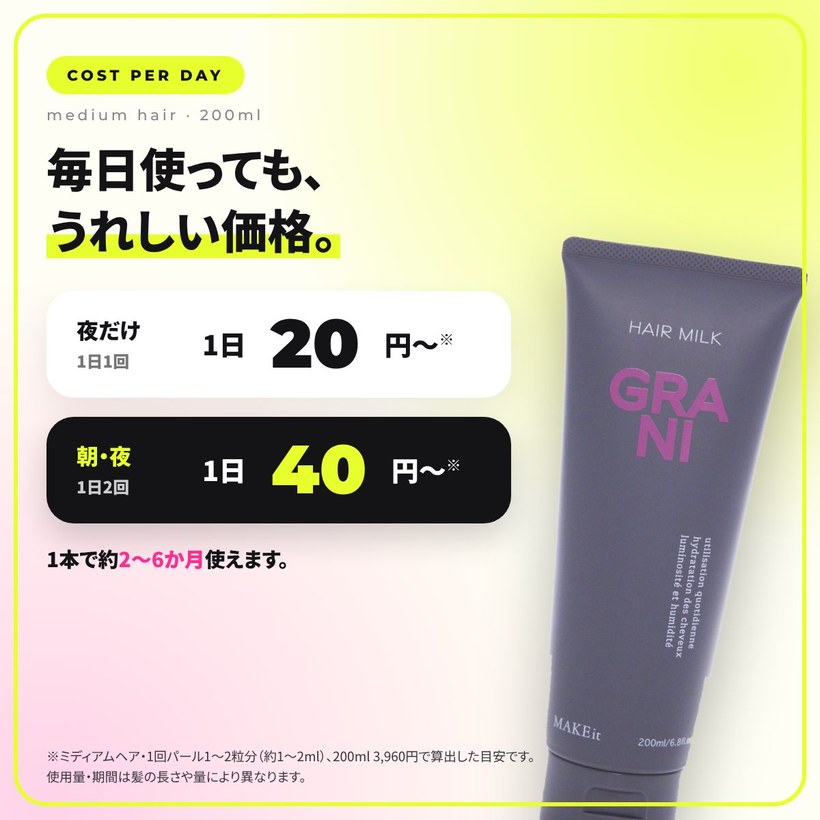 COST PER DAY
medium hair · 200ml
毎日使っても、
うれしい価格。
夜だけ
1日1回
1日 20 円〜※
朝・夜
1日2回
1日 40 円〜※
1本で約2〜6か月使えます。
※ミディアムヘア・1回パール1〜2粒分（約1〜2ml）、200ml 3,960円で算出した目安です。
使用量・期間は髪の長さや量により異なります。
HAIR MILK
GRA
NI
utilisation quotidienne
hydratation des cheveux
luminosité et humidité
MAKE it
200ml/6.8fl.